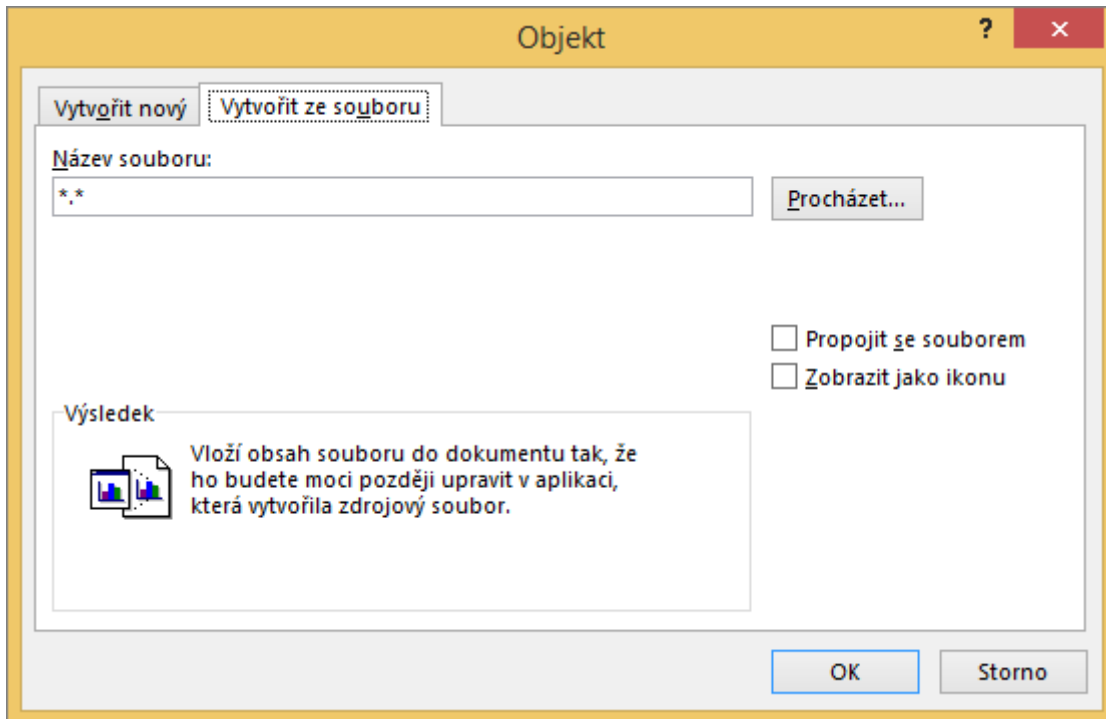 Objekt
?
Vytvořit nový
Vytvořit ze souboru
Název souboru:
*.*
Procházet...
Propojit se souborem
Zobrazit jako ikonu
Výsledek
Vloží obsah souboru do dokumentu tak, že
ho budete moci později upravit v aplikaci,
která vytvořila zdrojový soubor.
OK
Storno